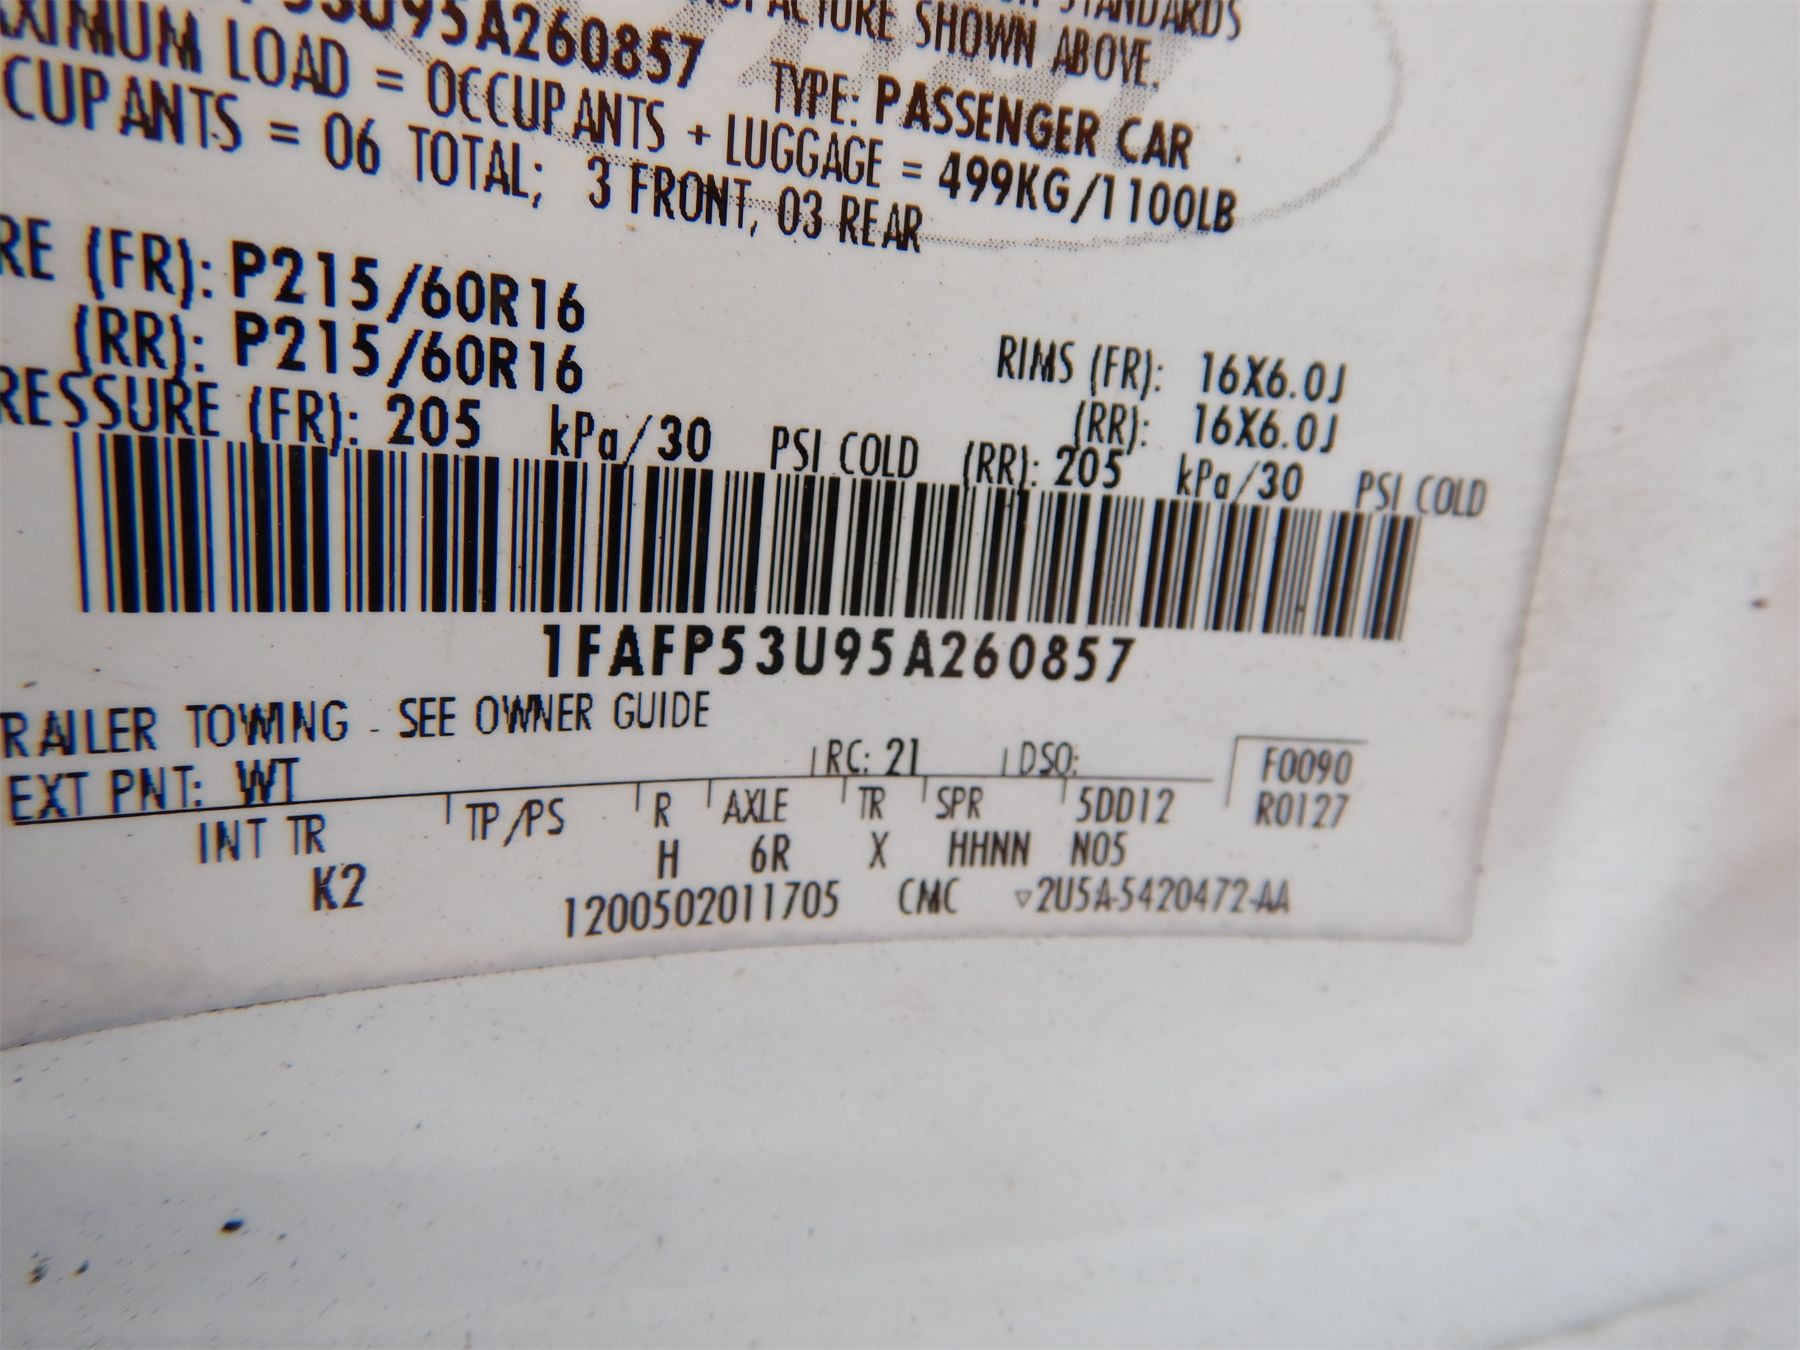 STANDARDS
SHOWN ABOVE.
53U95A260857
TYPE: PASSENGER CAR
XIMUM LOAD = OCCUPANTS + LUGGAGE = 499KG/1100LB
CUPANTS = 06 TOTAL; 3 FRONT, 03 REAR
RE (FR): P215/60R16
(RR): P215/60R16
RIMS (FR): 16X6.0J
(RR): 16X6.0J
RESSURE (FR): 205 kPa/30 PSI COLD (RR): 205 kPa/30 PSI COLD
1FAFP53U95A260857
RAILER TOWING - SEE OWNER GUIDE
EXT PNT: WT RC: 21 DSO: F0090
INT TR TP/PS R AXLE TR SPR 5DD12 R0127
K2 H 6R X HHNN N05
1200502011705 CMC ▽2U5A-5420472-AA